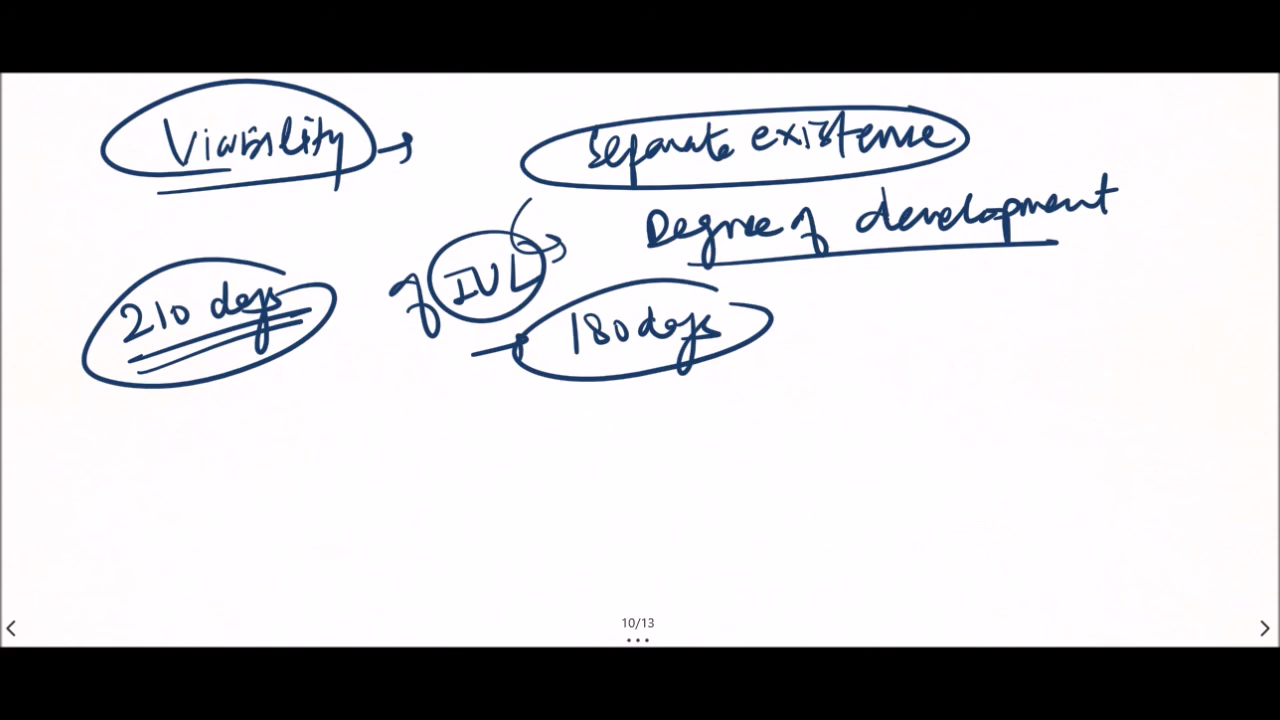 Viability → Separate existence
Degree of development
210 days of IUL →
→ 180 days
10/13